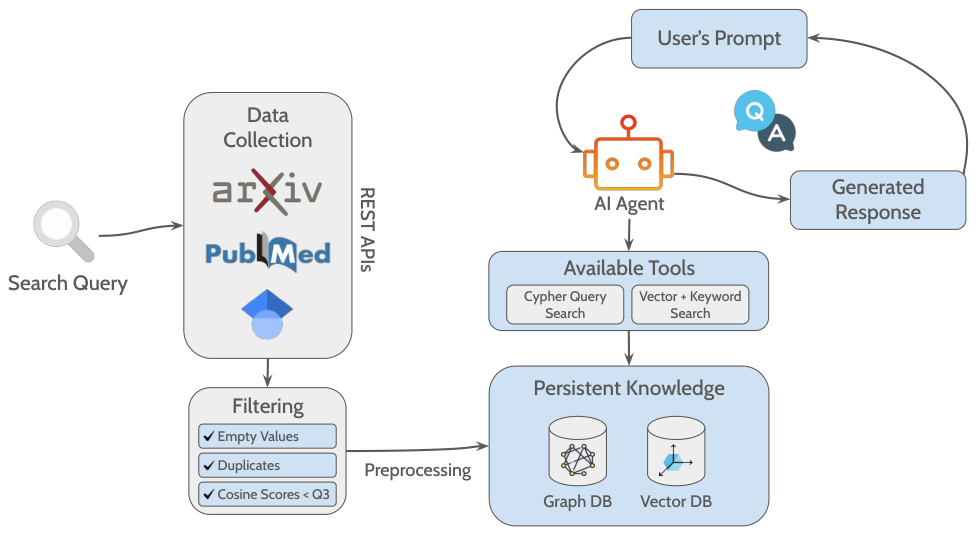 User's Prompt
Q
A
Generated
Response
AI Agent
Data
Collection
arXiv
PubMed
REST APIs
Search Query
Available Tools
Cypher Query
Search
Vector + Keyword
Search
Filtering
✔ Empty Values
✔ Duplicates
✔ Cosine Scores < Q3
Preprocessing
Persistent Knowledge
Graph DB
Vector DB